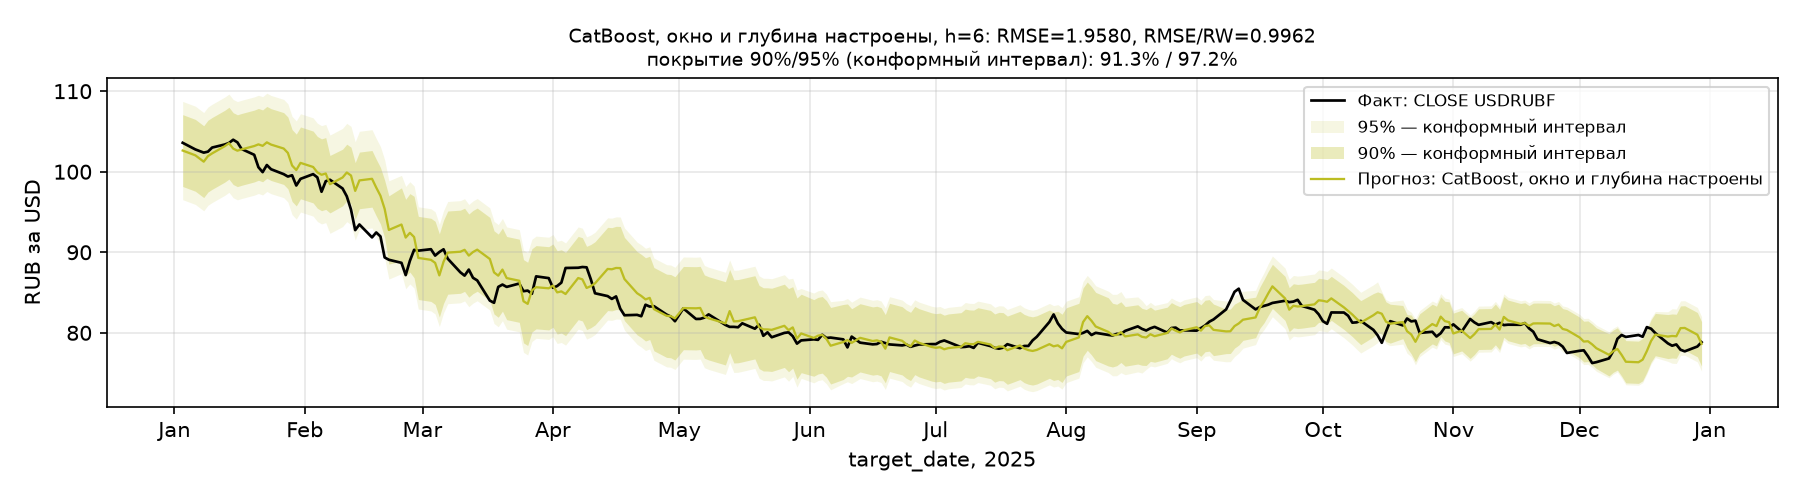 CatBoost, окно и глубина настроены, h=6: RMSE=1.9580, RMSE/RW=0.9962
покрытие 90%/95% (конформный интервал): 91.3% / 97.2%
110
100
90
80
RUB за USD
Факт: CLOSE USDRUBF
95% — конформный интервал
90% — конформный интервал
Прогноз: CatBoost, окно и глубина настроены
Jan Feb Mar Apr May Jun Jul Aug Sep Oct Nov Dec Jan
target_date, 2025